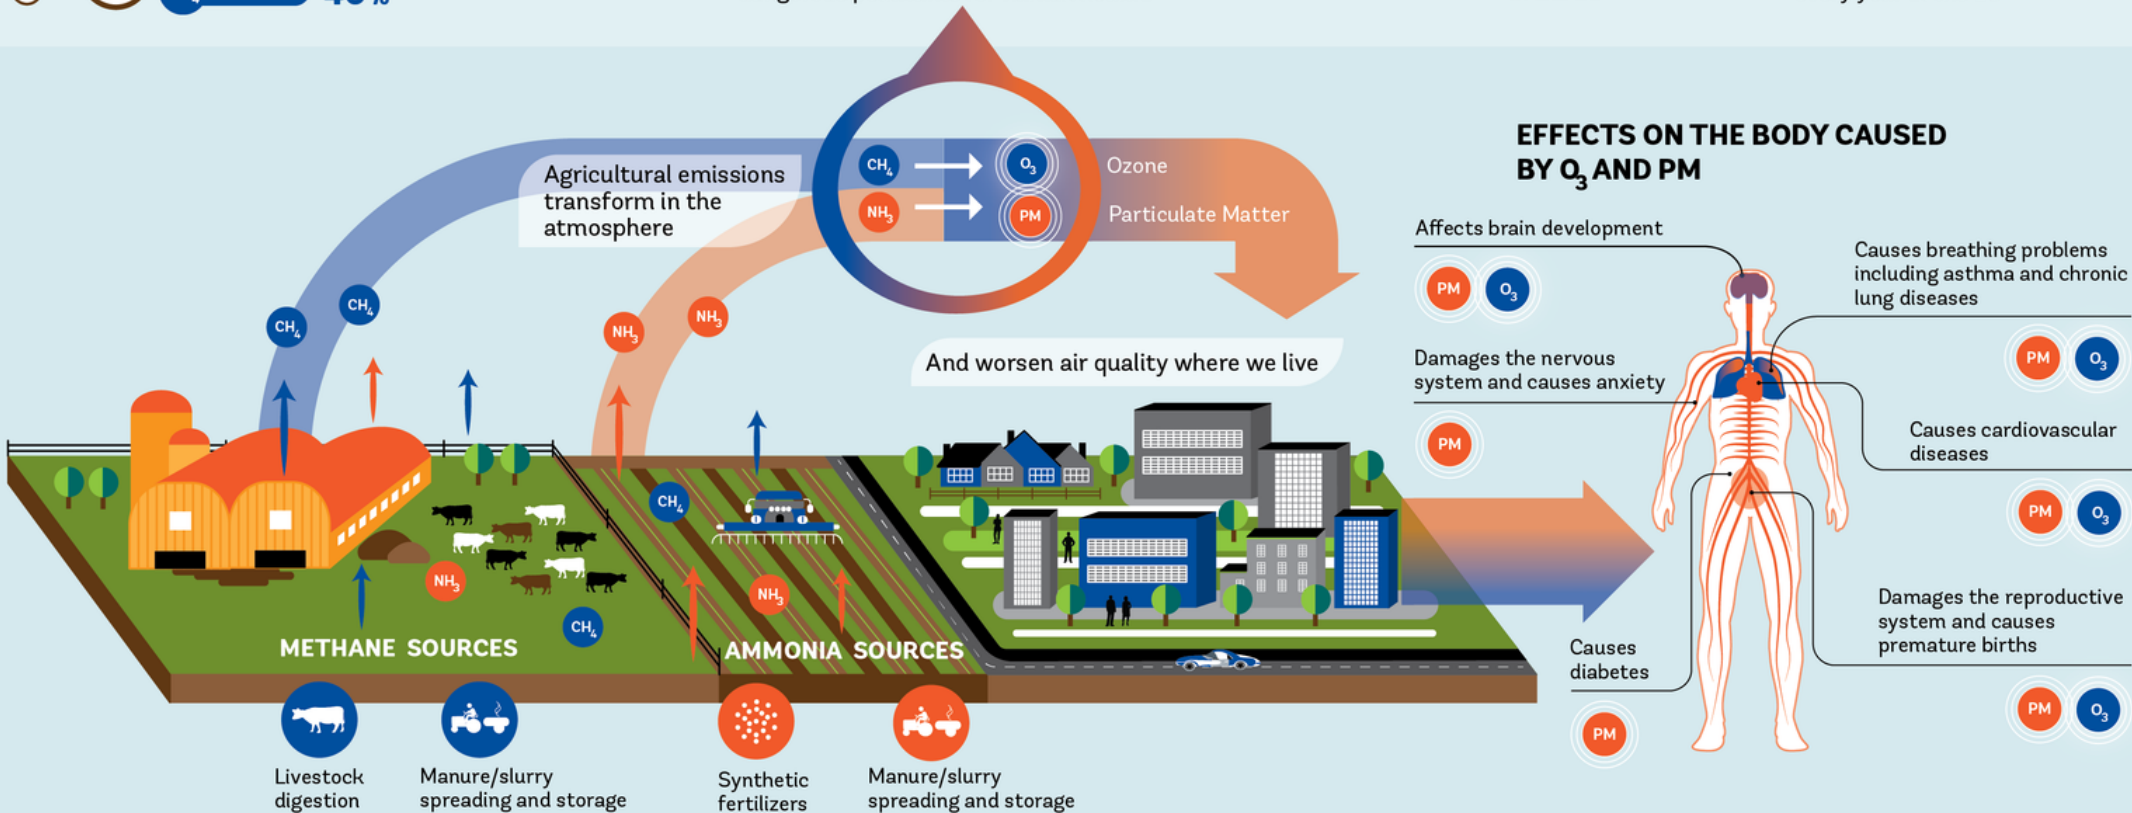 Agricultural emissions
transform in the
atmosphere
CH4
O3
Ozone
NH3
PM
Particulate Matter
CH4
CH4
NH3
NH3
And worsen air quality where we live
CH4
NH3
NH3
CH4
METHANE SOURCES
AMMONIA SOURCES
Livestock
digestion
Manure/slurry
spreading and storage
Synthetic
fertilizers
Manure/slurry
spreading and storage
EFFECTS ON THE BODY CAUSED
BY O3 AND PM
Affects brain development
PM
O3
Causes breathing problems
including asthma and chronic
lung diseases
PM
O3
Damages the nervous
system and causes anxiety
PM
Causes cardiovascular
diseases
PM
O3
Damages the reproductive
system and causes
premature births
PM
O3
Causes
diabetes
PM